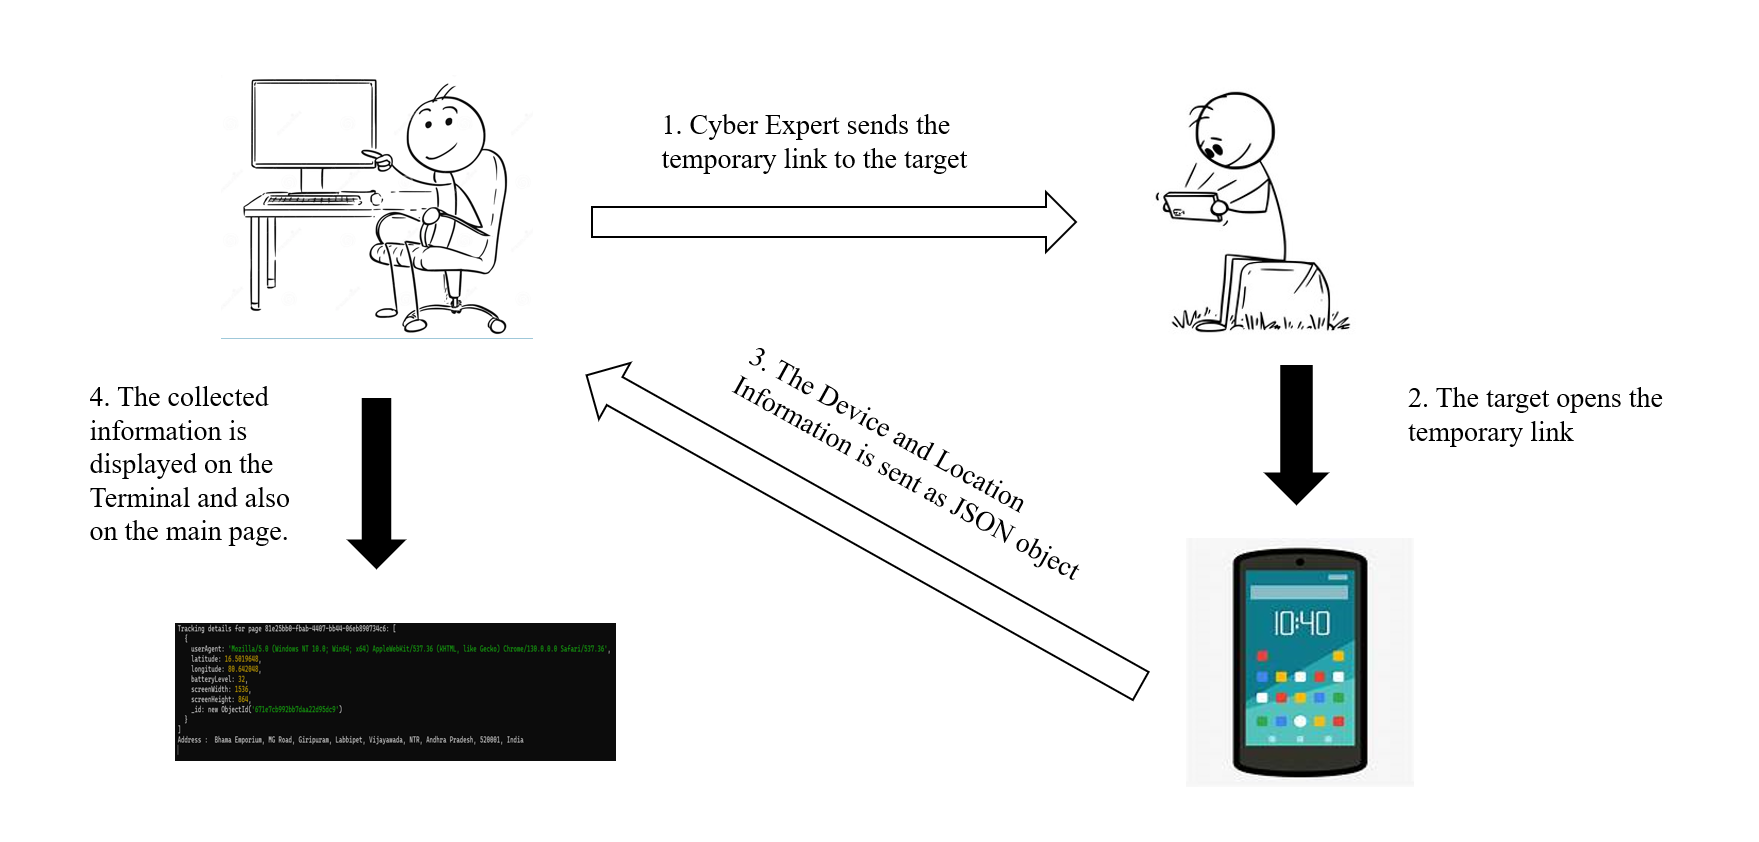 1. Cyber Expert sends the
temporary link to the target
2. The target opens the
temporary link
3. The Device and Location
Information is sent as JSON object
4. The collected
information is
displayed on the
Terminal and also
on the main page.
10:40
Tracking details for page 81e25bb0-fbab-4407-bb44-06eb890734c6: [
{
userAgent: 'Mozilla/5.0 (Windows NT 10.0; Win64; x64) AppleWebKit/537.36 (KHTML, like Gecko) Chrome/130.0.0.0 Safari/537.36',
latitude: 16.5019648,
longitude: 80.642048,
batteryLevel: 32,
screenWidth: 1536,
screenHeight: 864,
_id: new ObjectId('671e7cb992bb7daa22d95dc9')
}
]
Address : Bhama Emporium, MG Road, Giripuram, Labbipet, Vijayawada, NTR, Andhra Pradesh, 520001, India